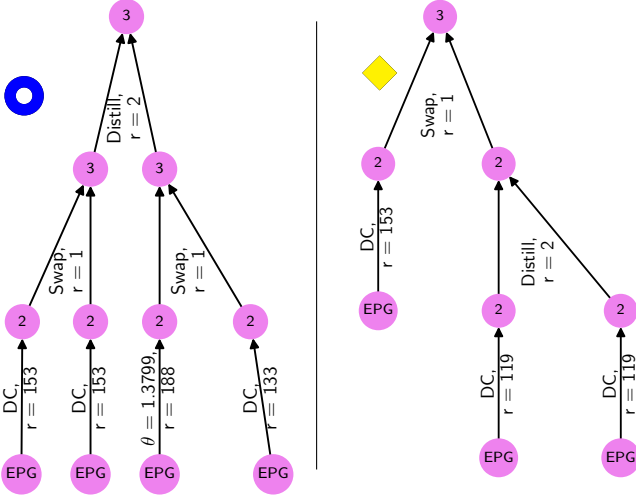 3
Distill,
r = 2
3
3
Swap,
r = 1
Swap,
r = 1
2
2
2
2
DC,
r = 153
DC,
r = 153
θ = 1.3799,
r = 188
DC,
r = 133
EPG
EPG
EPG
EPG
3
Swap,
r = 1
2
2
DC,
r = 153
Distill,
r = 2
EPG
2
2
DC,
r = 119
DC,
r = 119
EPG
EPG